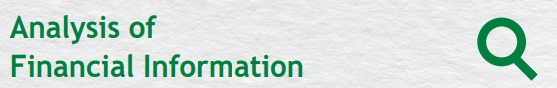 Analysis of
Financial Information